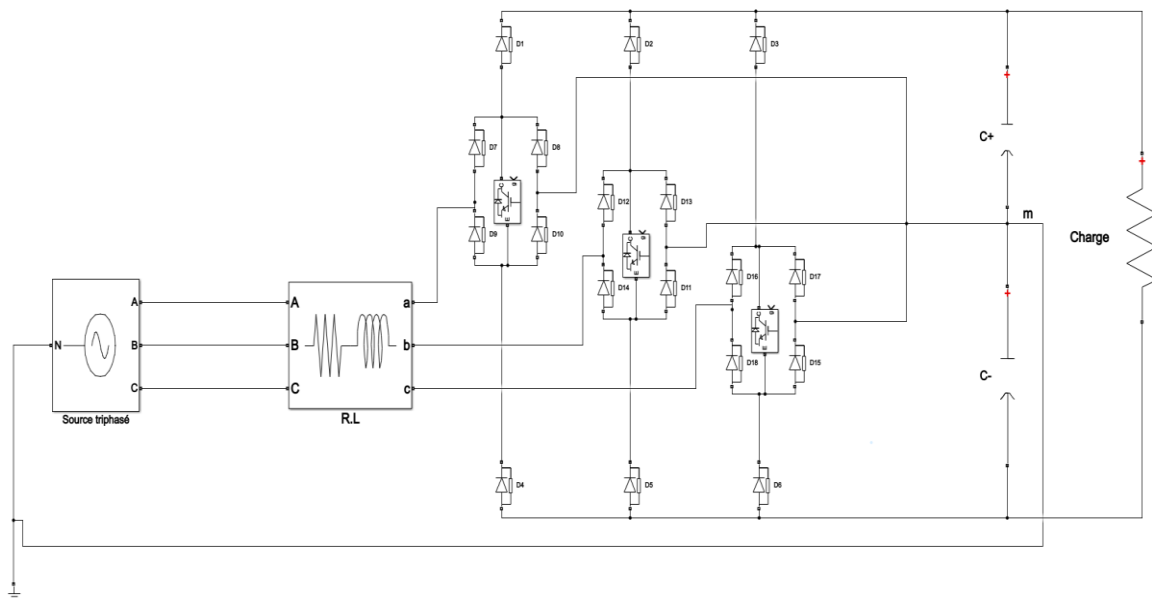 D1
D2
D3
D7
D8
C
g
E
D9
D10
D12
D13
C
g
E
D14
D11
D16
D17
C
g
E
D18
D15
C+
m
Charge
C-
N
A
B
C
Source triphasé
A
B
C
a
b
c
R.L
D4
D5
D6